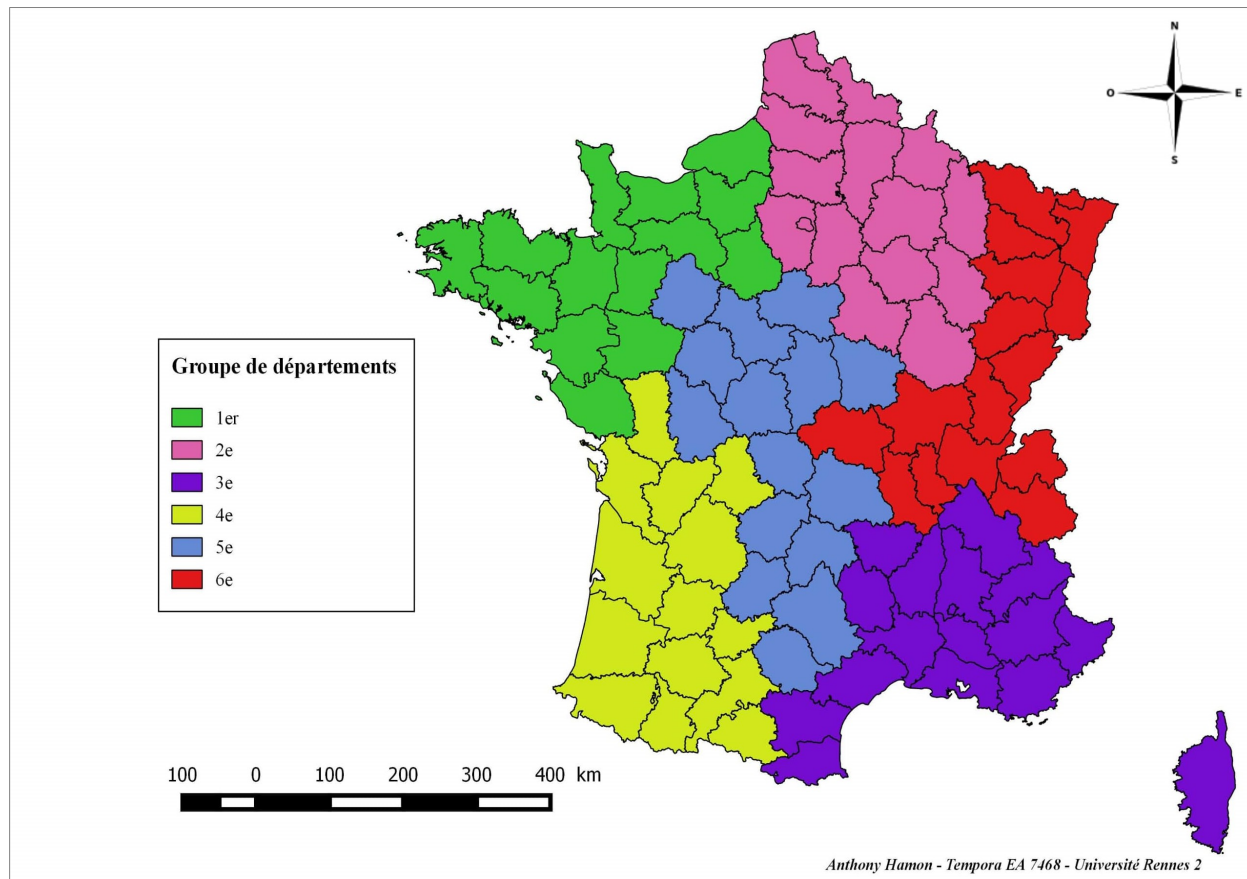 N
O E
S
Groupe de départements
1er
2e
3e
4e
5e
6e
100 0 100 200 300 400 km
Anthony Hamon - Tempora EA 7468 - Université Rennes 2